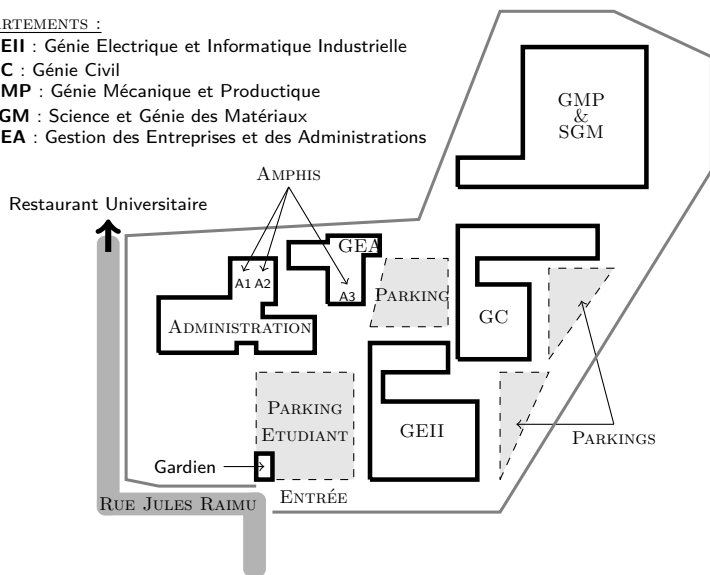 ARTEMENTS :
EII : Génie Electrique et Informatique Industrielle
C : Génie Civil
MP : Génie Mécanique et Productique
GM : Science et Génie des Matériaux
EA : Gestion des Entreprises et des Administrations
GMP
&
SGM
AMPHIS
Restaurant Universitaire
GEA
A1 A2
A3
PARKING
GC
ADMINISTRATION
PARKING
ETUDIANT
GEII
PARKINGS
Gardien
ENTRÉE
RUE JULES RAIMU